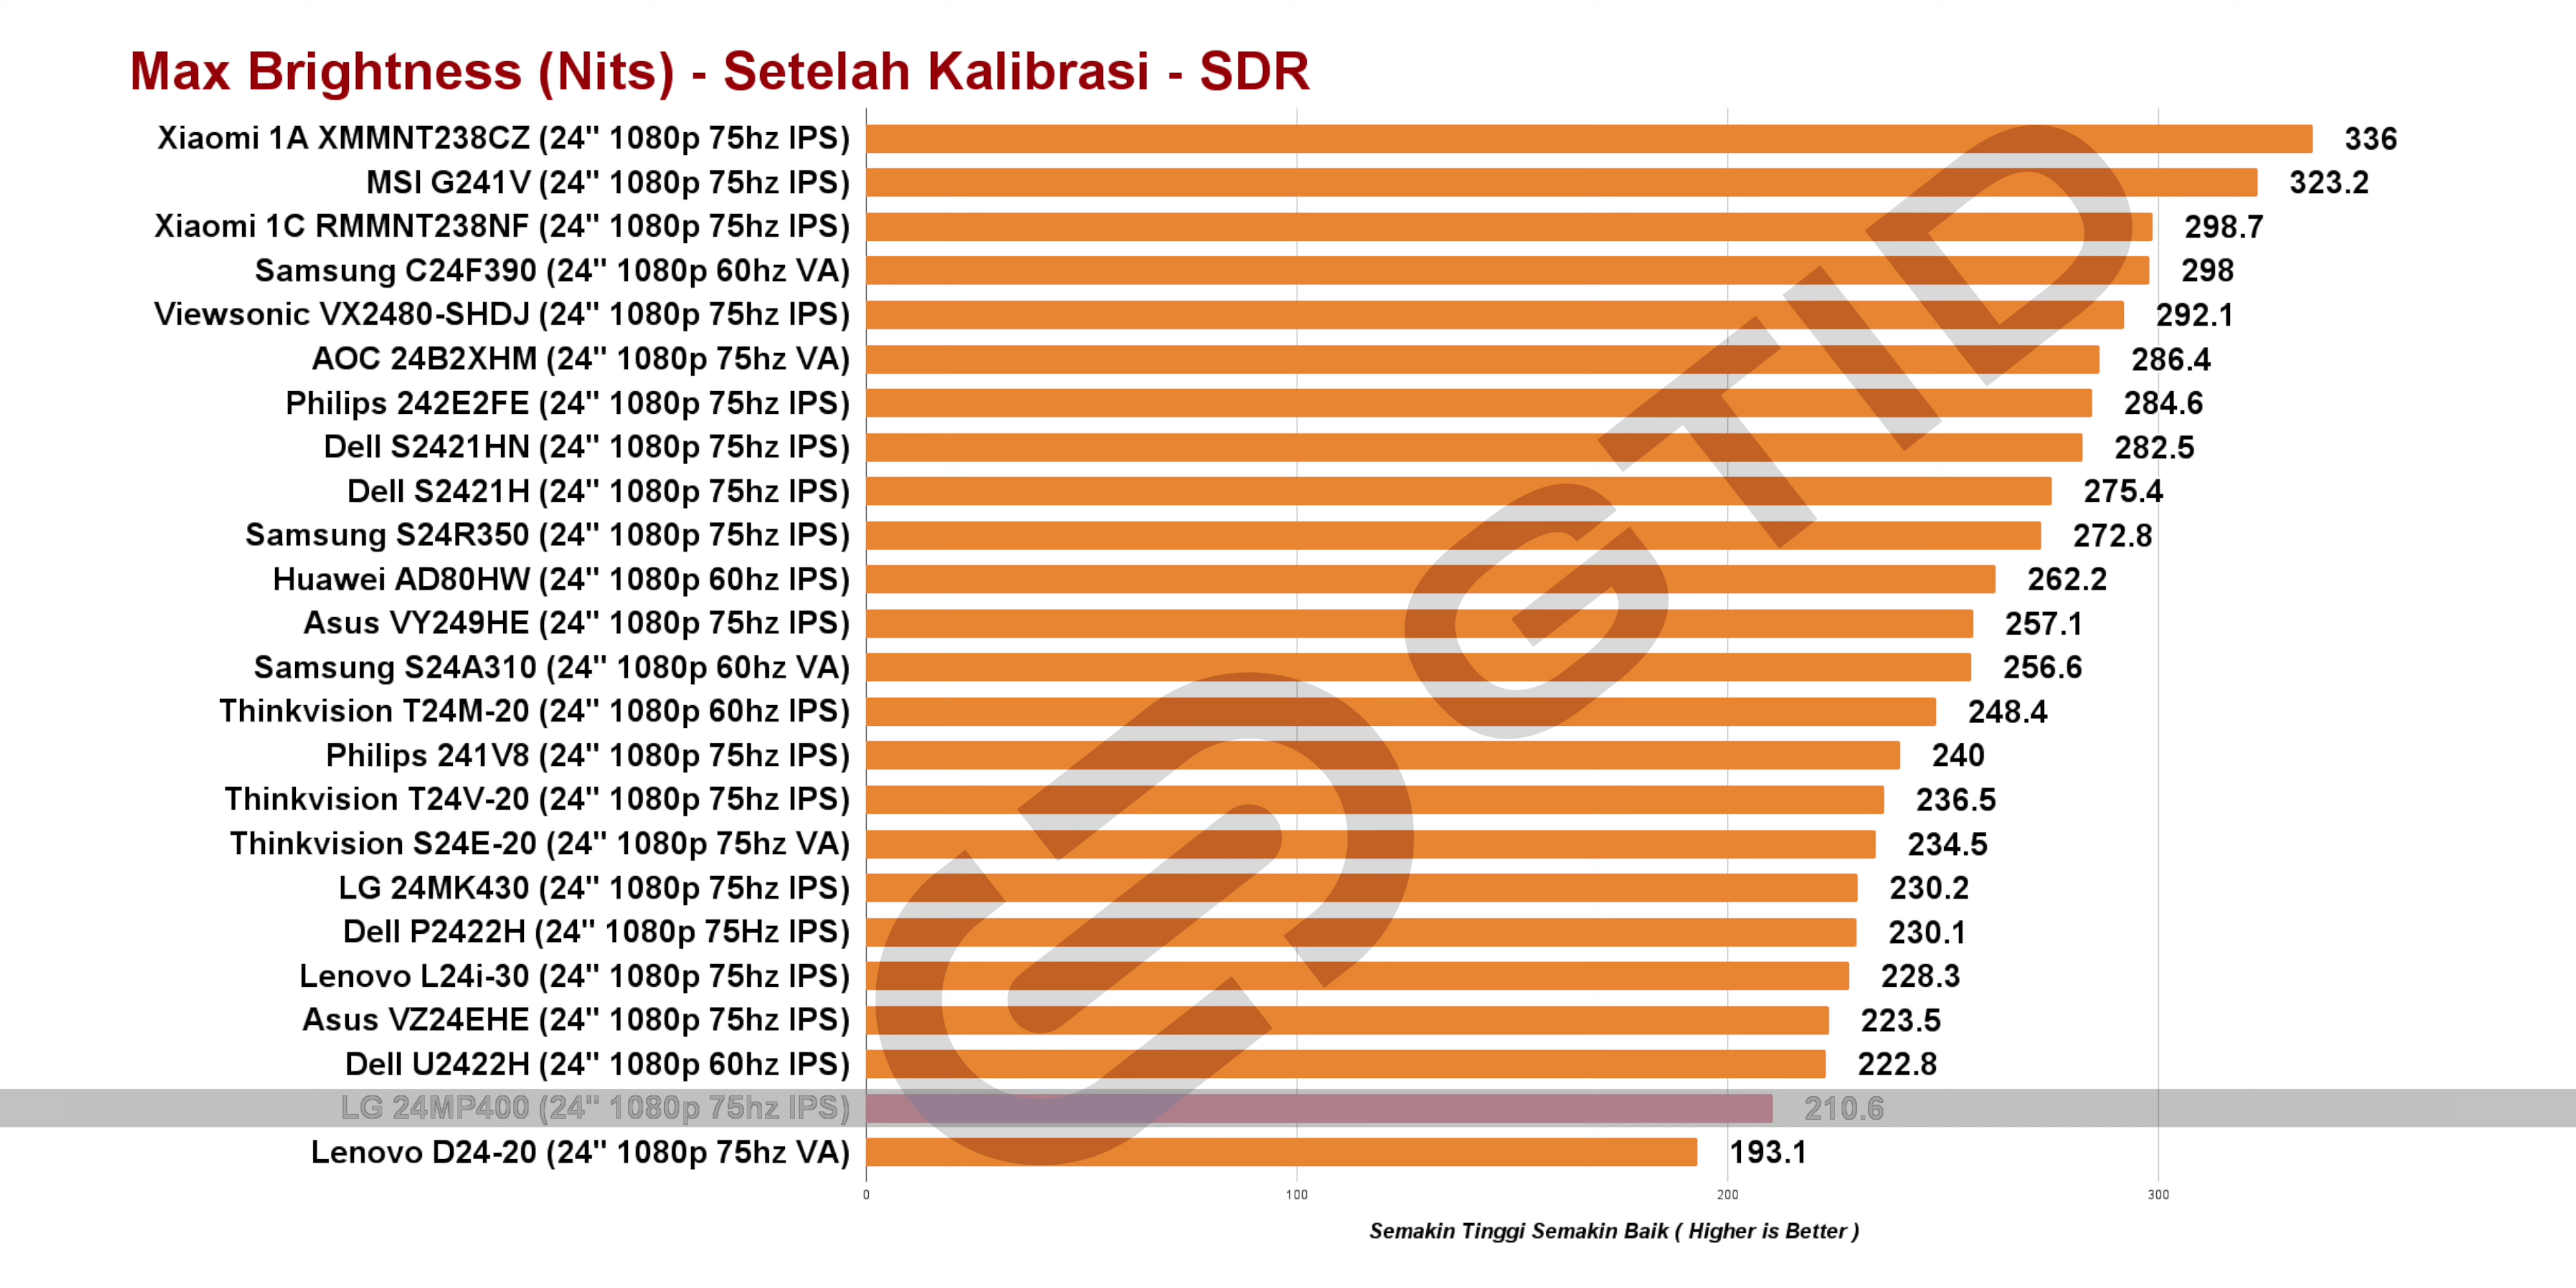 Max Brightness (Nits) - Setelah Kalibrasi - SDR
Xiaomi 1A XMMNT238CZ (24" 1080p 75hz IPS) 336
MSI G241V (24" 1080p 75hz IPS) 323.2
Xiaomi 1C RMMNT238NF (24" 1080p 75hz IPS) 298.7
Samsung C24F390 (24" 1080p 60hz VA) 298
Viewsonic VX2480-SHDJ (24" 1080p 75hz IPS) 292.1
AOC 24B2XHM (24" 1080p 75hz VA) 286.4
Philips 242E2FE (24" 1080p 75hz IPS) 284.6
Dell S2421HN (24" 1080p 75hz IPS) 282.5
Dell S2421H (24" 1080p 75hz IPS) 275.4
Samsung S24R350 (24" 1080p 75hz IPS) 272.8
Huawei AD80HW (24" 1080p 60hz IPS) 262.2
Asus VY249HE (24" 1080p 75hz IPS) 257.1
Samsung S24A310 (24" 1080p 60hz VA) 256.6
Thinkvision T24M-20 (24" 1080p 60hz IPS) 248.4
Philips 241V8 (24" 1080p 75hz IPS) 240
Thinkvision T24V-20 (24" 1080p 75hz IPS) 236.5
Thinkvision S24E-20 (24" 1080p 75hz VA) 234.5
LG 24MK430 (24" 1080p 75hz IPS) 230.2
Dell P2422H (24" 1080p 75Hz IPS) 230.1
Lenovo L24i-30 (24" 1080p 75hz IPS) 228.3
Asus VZ24EHE (24" 1080p 75hz IPS) 223.5
Dell U2422H (24" 1080p 60hz IPS) 222.8
LG 24MP400 (24" 1080p 75hz IPS) 210.6
Lenovo D24-20 (24" 1080p 75hz VA) 193.1
0 100 200 300
Semakin Tinggi Semakin Baik ( Higher is Better )
GTID